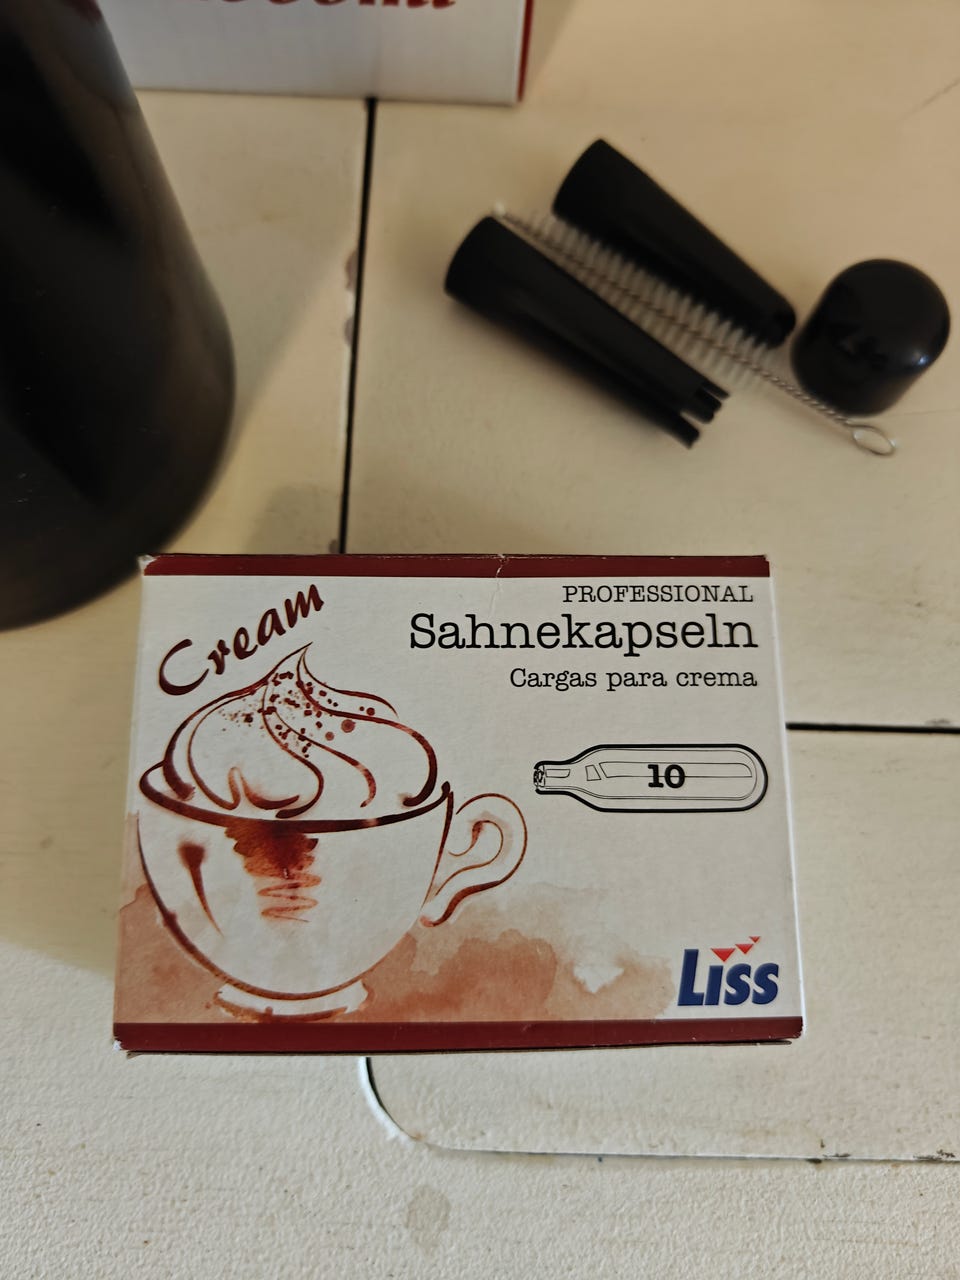 Cream
PROFESSIONAL
Sahnekapseln
Cargas para crema
10
Liss